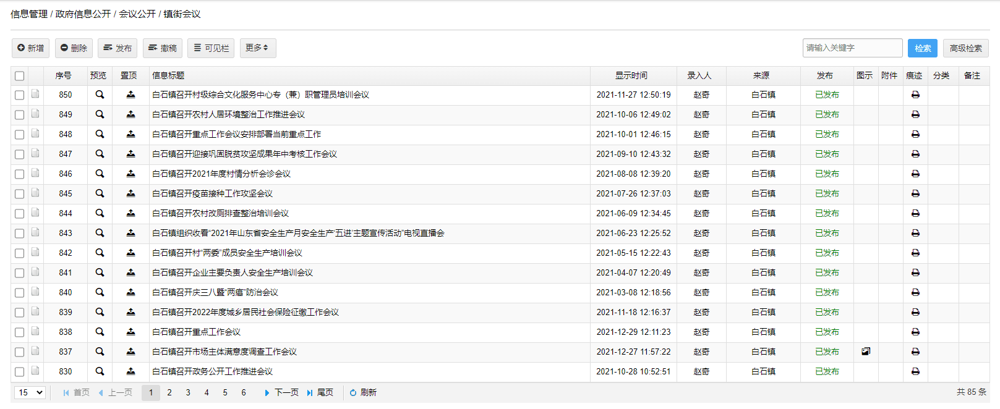 信息管理 / 政府信息公开 / 会议公开 / 镇街会议
新增 删除 发布 撤稿 可见栏 更多 请输入关键字 检索 高级检索
序号 预览 置顶 信息标题 显示时间 录入人 来源 发布 图示 附件 痕迹 分类 备注
850 白石镇召开村级综合文化服务中心专（兼）职管理员培训会议 2021-11-27 12:50:19 赵奇 白石镇 已发布
849 白石镇召开农村人居环境整治工作推进会议 2021-10-06 12:49:02 赵奇 白石镇 已发布
848 白石镇召开重点工作会议安排部署当前重点工作 2021-10-01 12:46:15 赵奇 白石镇 已发布
847 白石镇召开迎接巩固脱贫攻坚成果年中考核工作会议 2021-09-10 12:43:32 赵奇 白石镇 已发布
846 白石镇召开2021年度村情分析会诊会议 2021-08-08 12:39:20 赵奇 白石镇 已发布
845 白石镇召开疫苗接种工作攻坚会议 2021-07-26 12:37:03 赵奇 白石镇 已发布
844 白石镇召开农村改厕排查整治培训会议 2021-06-09 12:34:45 赵奇 白石镇 已发布
843 白石镇组织收看“2021年山东省安全生产月安全生产‘五进’主题宣传活动”电视直播会 2021-06-23 12:25:52 赵奇 白石镇 已发布
842 白石镇召开村“两委”成员安全生产培训会议 2021-05-15 12:22:43 赵奇 白石镇 已发布
841 白石镇召开企业主要负责人安全生产培训会议 2021-04-07 12:20:49 赵奇 白石镇 已发布
840 白石镇召开庆三八暨“两癌”防治会议 2021-03-08 12:18:56 赵奇 白石镇 已发布
839 白石镇召开2022年度城乡居民社会保险征缴工作会议 2021-11-18 12:16:37 赵奇 白石镇 已发布
838 白石镇召开重点工作会议 2021-12-29 12:11:23 赵奇 白石镇 已发布
837 白石镇召开市场主体满意度调查工作会议 2021-12-27 11:57:22 赵奇 白石镇 已发布
830 白石镇召开政务公开工作推进会议 2021-10-28 10:52:51 赵奇 白石镇 已发布
15 首页 上一页 1 2 3 4 5 6 下一页 尾页 刷新 共 85 条